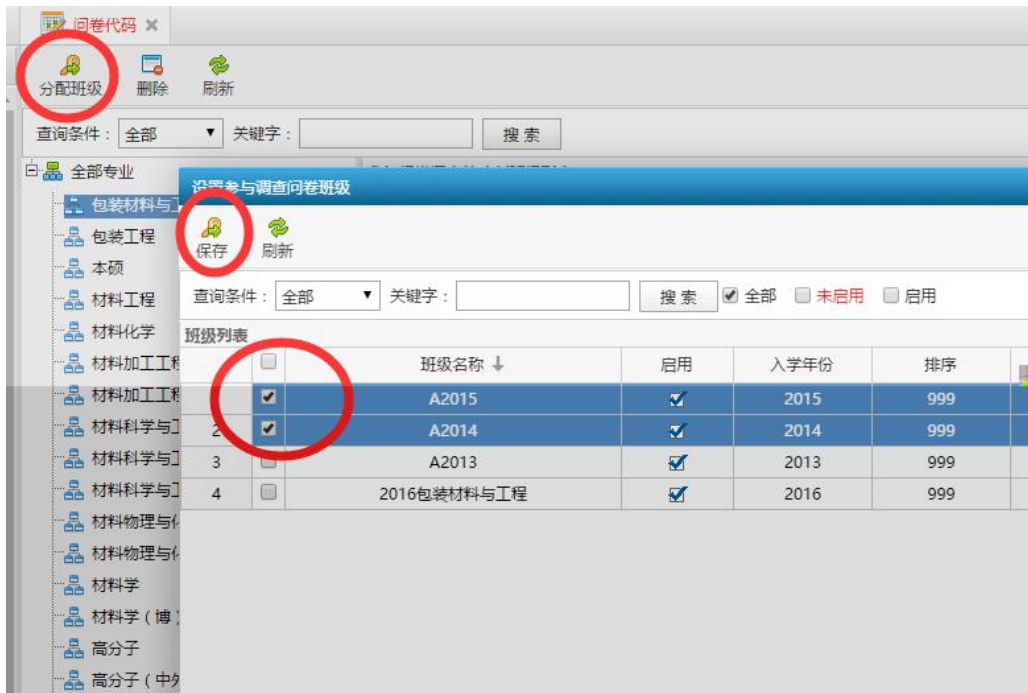 问卷代码
分配班级 删除 刷新
查询条件： 全部 关键字： 搜索
全部专业
设置参与调查问卷班级
包装材料与
保存 刷新
包装工程
本硕
查询条件： 全部 关键字： 搜索 全部 未启用 启用
材料工程
材料化学
班级列表
材料加工工程
班级名称 启用 入学年份 排序
材料加工工程
A2015 2015 999
材料科学与
2 A2014 2014 999
材料科学与
3 A2013 2013 999
材料科学与
4 2016包装材料与工程 2016 999
材料物理与
材料物理与
材料学
材料学（博
高分子
高分子（中外